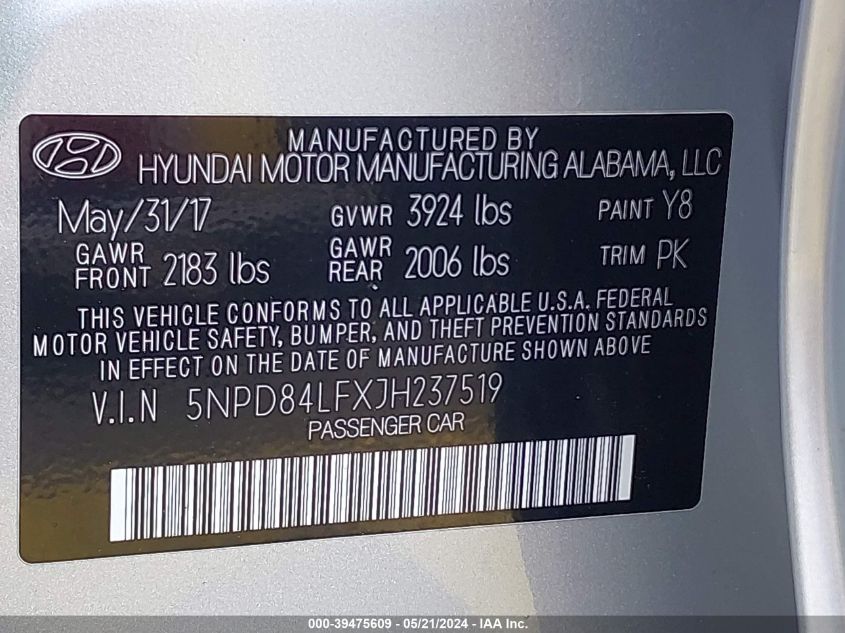 MANUFACTURED BY
HYUNDAI MOTOR MANUFACTURING ALABAMA, LLC
May/31/17 GVWR 3924 lbs PAINT Y8
GAWR FRONT 2183 lbs GAWR REAR 2006 lbs TRIM PK
THIS VEHICLE CONFORMS TO ALL APPLICABLE U.S.A. FEDERAL
MOTOR VEHICLE SAFETY, BUMPER, AND THEFT PREVENTION STANDARDS
IN EFFECT ON THE DATE OF MANUFACTURE SHOWN ABOVE
V.I.N 5NPD84LFXJH237519
PASSENGER CAR
000-39475609 - 05/21/2024 - IAA Inc.